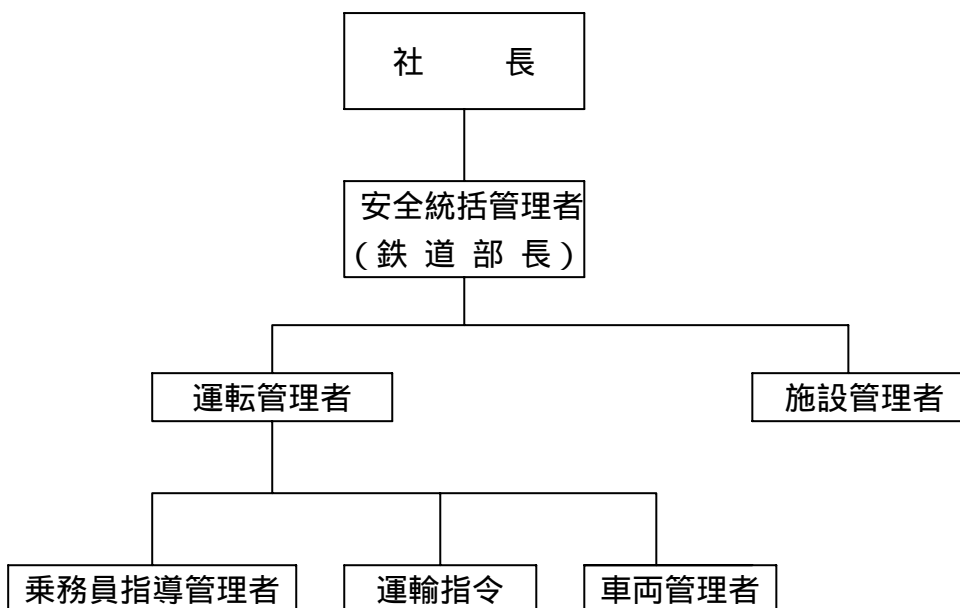 社 長
安全統括管理者
(鉄 道 部 長)
運転管理者
施設管理者
乗務員指導管理者
運輸指令
車両管理者